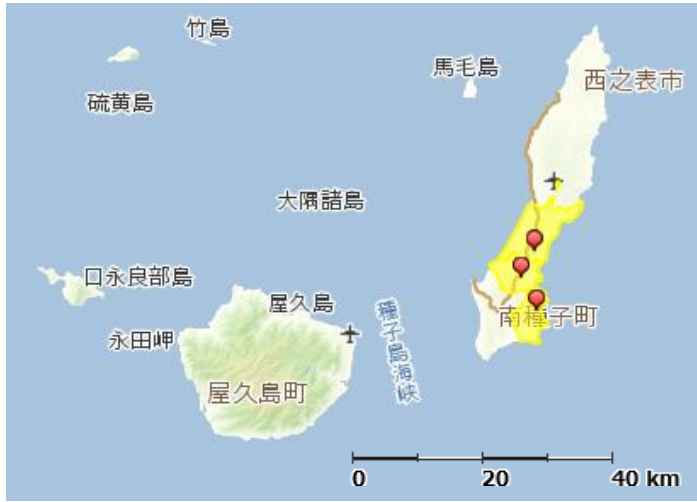 竹島
馬毛島
西之表市
硫黄島
大隅諸島
口永良部島
屋久島
永田岬
種子島海峡
南種子町
屋久島町
0 20 40 km